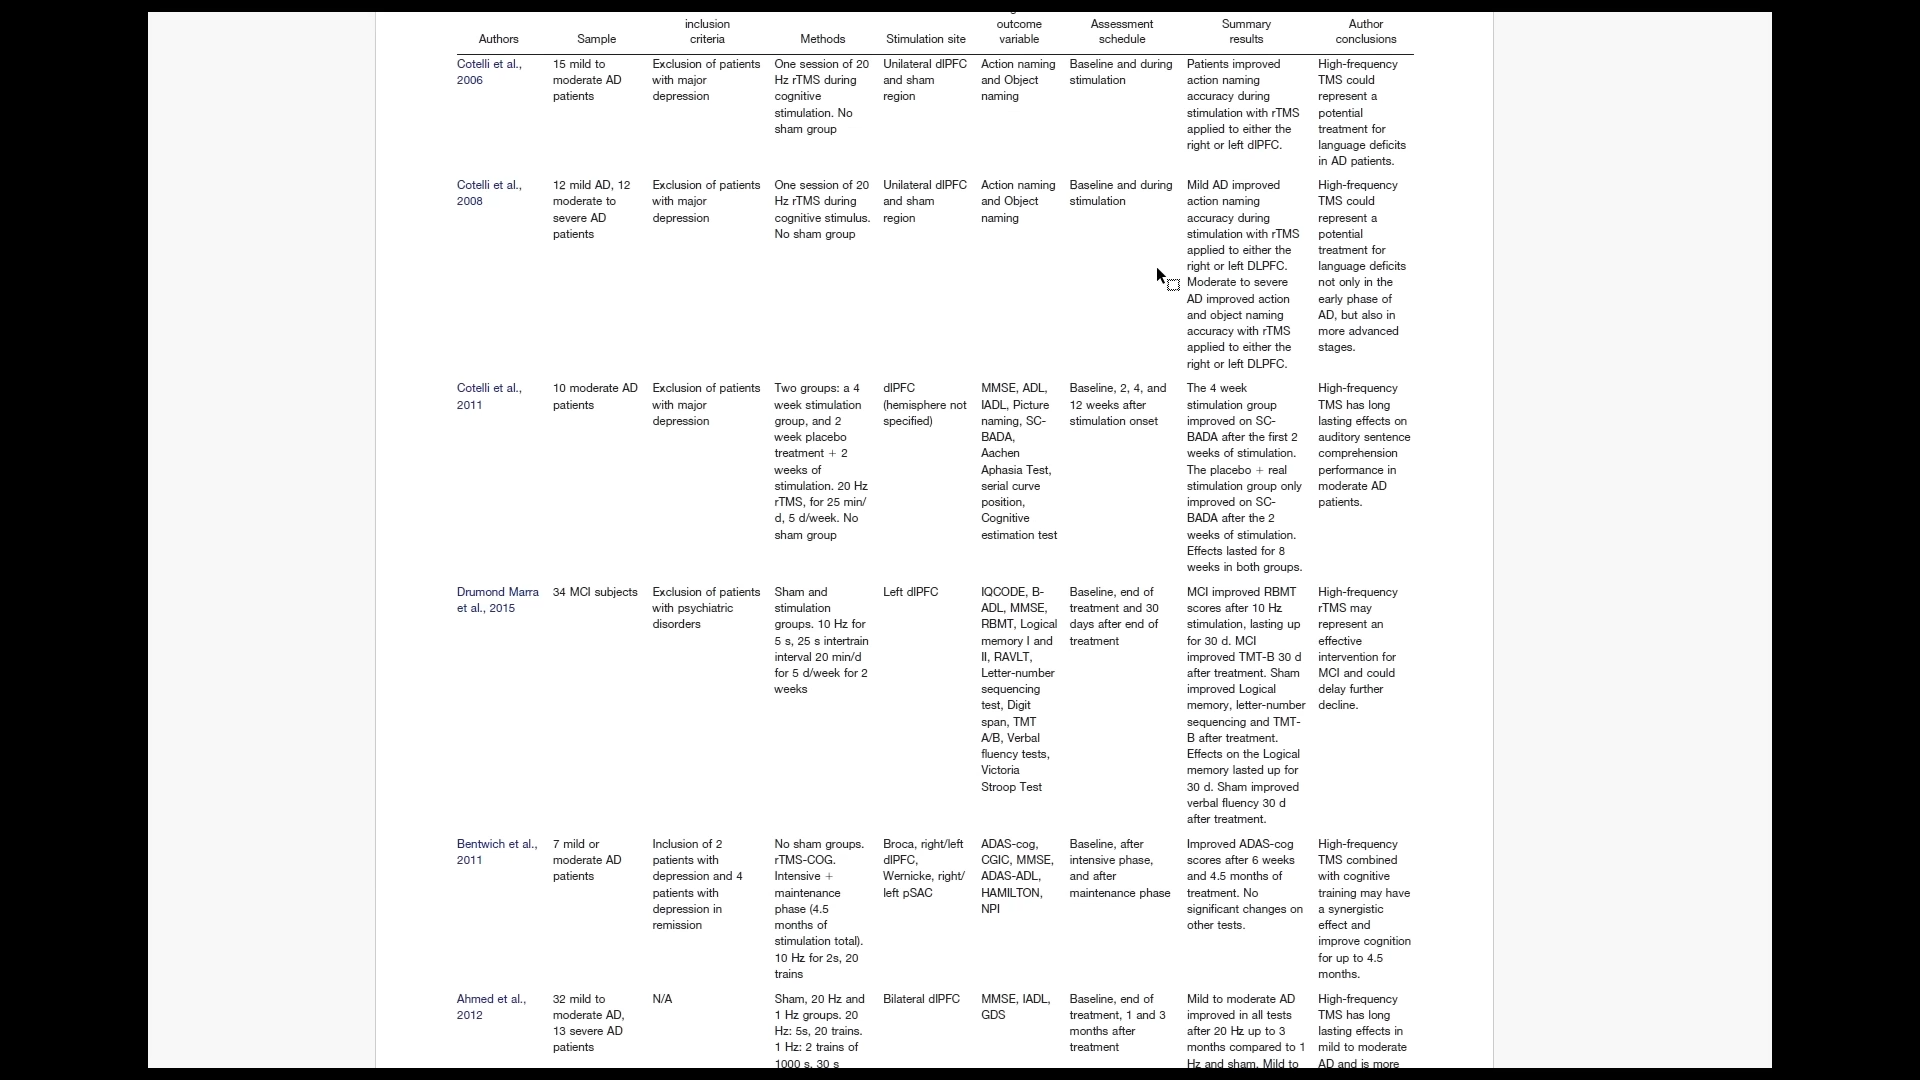 inclusion criteria
outcome variable
Assessment schedule
Summary results
Author conclusions
Authors
Sample
Methods
Stimulation site
Cotelli et al.,
2006
15 mild to
moderate AD
patients
Exclusion of patients
with major
depression
One session of 20
Hz rTMS during
cognitive
stimulation. No
sham group
Unilateral dlPFC
and sham
region
Action naming
and Object
naming
Baseline and during
stimulation
Patients improved
action naming
accuracy during
stimulation with rTMS
applied to either the
right or left dlPFC.
High-frequency
TMS could
represent a
potential
treatment for
language deficits
in AD patients.
Cotelli et al.,
2008
12 mild AD, 12
moderate to
severe AD
patients
Exclusion of patients
with major
depression
One session of 20
Hz rTMS during
cognitive stimulus.
No sham group
Unilateral dlPFC
and sham
region
Action naming
and Object
naming
Baseline and during
stimulation
Mild AD improved
action naming
accuracy during
stimulation with rTMS
applied to either the
right or left DLPFC.
Moderate to severe
AD improved action
and object naming
accuracy with rTMS
applied to either the
right or left DLPFC.
High-frequency
TMS could
represent a
potential
treatment for
language deficits
not only in the
early phase of
AD, but also in
more advanced
stages.
Cotelli et al.,
2011
10 moderate AD
patients
Exclusion of patients
with major
depression
Two groups: a 4
week stimulation
group, and 2
week placebo
treatment + 2
weeks of
stimulation. 20 Hz
rTMS, for 25 min/
d, 5 d/week. No
sham group
dlPFC
(hemisphere not
specified)
MMSE, ADL,
IADL, Picture
naming, SC-
BADA,
Aachen
Aphasia Test,
serial curve
position,
Cognitive
estimation test
Baseline, 2, 4, and
12 weeks after
stimulation onset
The 4 week
stimulation group
improved on SC-
BADA after the first 2
weeks of stimulation.
The placebo + real
stimulation group only
improved on SC-
BADA after the 2
weeks of stimulation.
Effects lasted for 8
weeks in both groups.
High-frequency
TMS has long
lasting effects on
auditory sentence
comprehension
performance in
moderate AD
patients.
Drumond Marra
et al., 2015
34 MCI subjects
Exclusion of patients
with psychiatric
disorders
Sham and
stimulation
groups. 10 Hz for
5 s, 25 s intertrain
interval 20 min/d
for 5 d/week for 2
weeks
Left dlPFC
IQCODE, B-
ADL, MMSE,
RBMT, Logical
memory I and
II, RAVLT,
Letter-number
sequencing
test, Digit
span, TMT
A/B, Verbal
fluency tests,
Victoria
Stroop Test
Baseline, end of
treatment and 30
days after end of
treatment
MCI improved RBMT
scores after 10 Hz
stimulation, lasting up
for 30 d. MCI
improved TMT-B 30 d
after treatment. Sham
improved Logical
memory, letter-number
sequencing and TMT-
B after treatment.
Effects on the Logical
memory lasted up for
30 d. Sham improved
verbal fluency 30 d
after treatment.
High-frequency
rTMS may
represent an
effective
intervention for
MCI and could
delay further
decline.
Bentwich et al.,
2011
7 mild or
moderate AD
patients
Inclusion of 2
patients with
depression and 4
patients with
depression in
remission
No sham groups.
rTMS-COG.
Intensive +
maintenance
phase (4.5
months of
stimulation total).
10 Hz for 2s, 20
trains
Broca, right/left
dlPFC,
Wernicke, right/
left pSAC
ADAS-cog,
CGIC, MMSE,
ADAS-ADL,
HAMILTON,
NPI
Baseline, after
intensive phase,
and after
maintenance phase
Improved ADAS-cog
scores after 6 weeks
and 4.5 months of
treatment. No
significant changes on
other tests.
High-frequency
TMS combined
with cognitive
training may have
a synergistic
effect and
improve cognition
for up to 4.5
months.
Ahmed et al.,
2012
32 mild to
moderate AD,
13 severe AD
patients
N/A
Sham, 20 Hz and
1 Hz groups. 20
Hz: 5s, 20 trains.
1 Hz: 2 trains of
1000 s, 30 s
Bilateral dlPFC
MMSE, IADL,
GDS
Baseline, end of
treatment, 1 and 3
months after
treatment
Mild to moderate AD
improved in all tests
after 20 Hz up to 3
months compared to 1
Hz and sham. Mild to
High-frequency
TMS has long
lasting effects in
mild to moderate
AD and is more